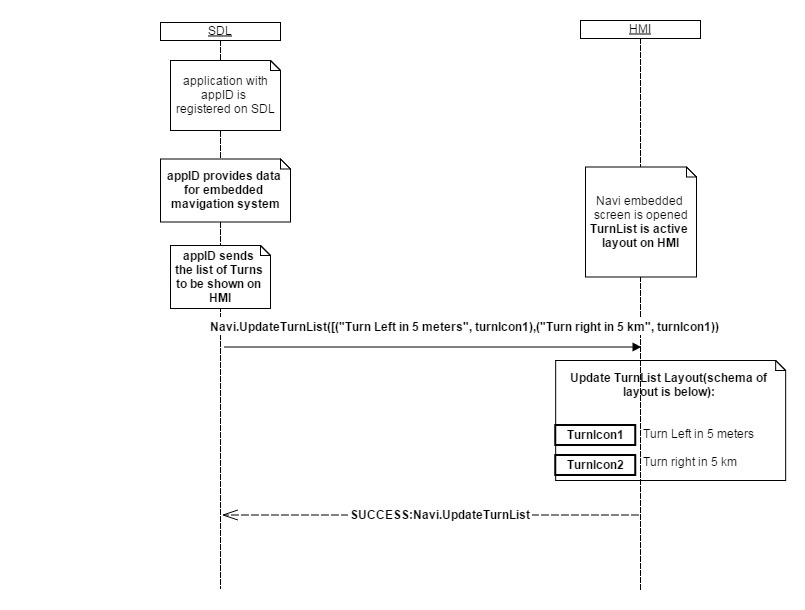 SDL
HMI
application with
appID is
registered on SDL
appID provides data
for embedded
mavigation system
Navi embedded
screen is opened
TurnList is active
layout on HMI
appID sends
the list of Turns
to be shown on
HMI
Navi.UpdateTurnList([("Turn Left in 5 meters", turnIcon1),("Turn right in 5 km", turnIcon1))
Update TurnList Layout(schema of
layout is below):
TurnIcon1 Turn Left in 5 meters
TurnIcon2 Turn right in 5 km
SUCCESS:Navi.UpdateTurnList